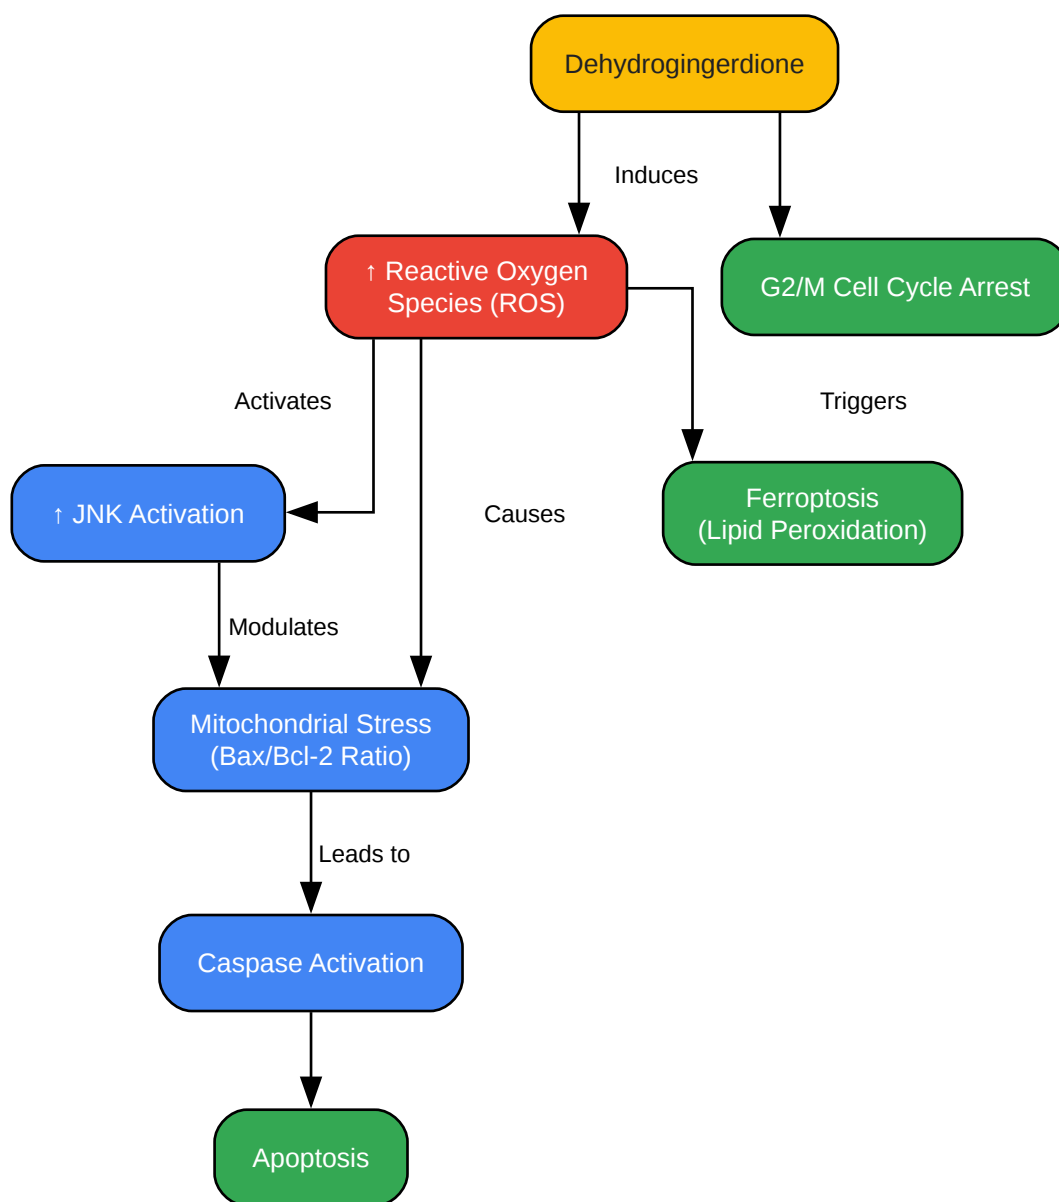 Dehydrogingerdione
Induces
↑ Reactive Oxygen
Species (ROS)
G2/M Cell Cycle Arrest
Activates
Triggers
↑ JNK Activation
Causes
Ferroptosis
(Lipid Peroxidation)
Modulates
Mitochondrial Stress
(Bax/Bcl-2 Ratio)
Leads to
Caspase Activation
Apoptosis